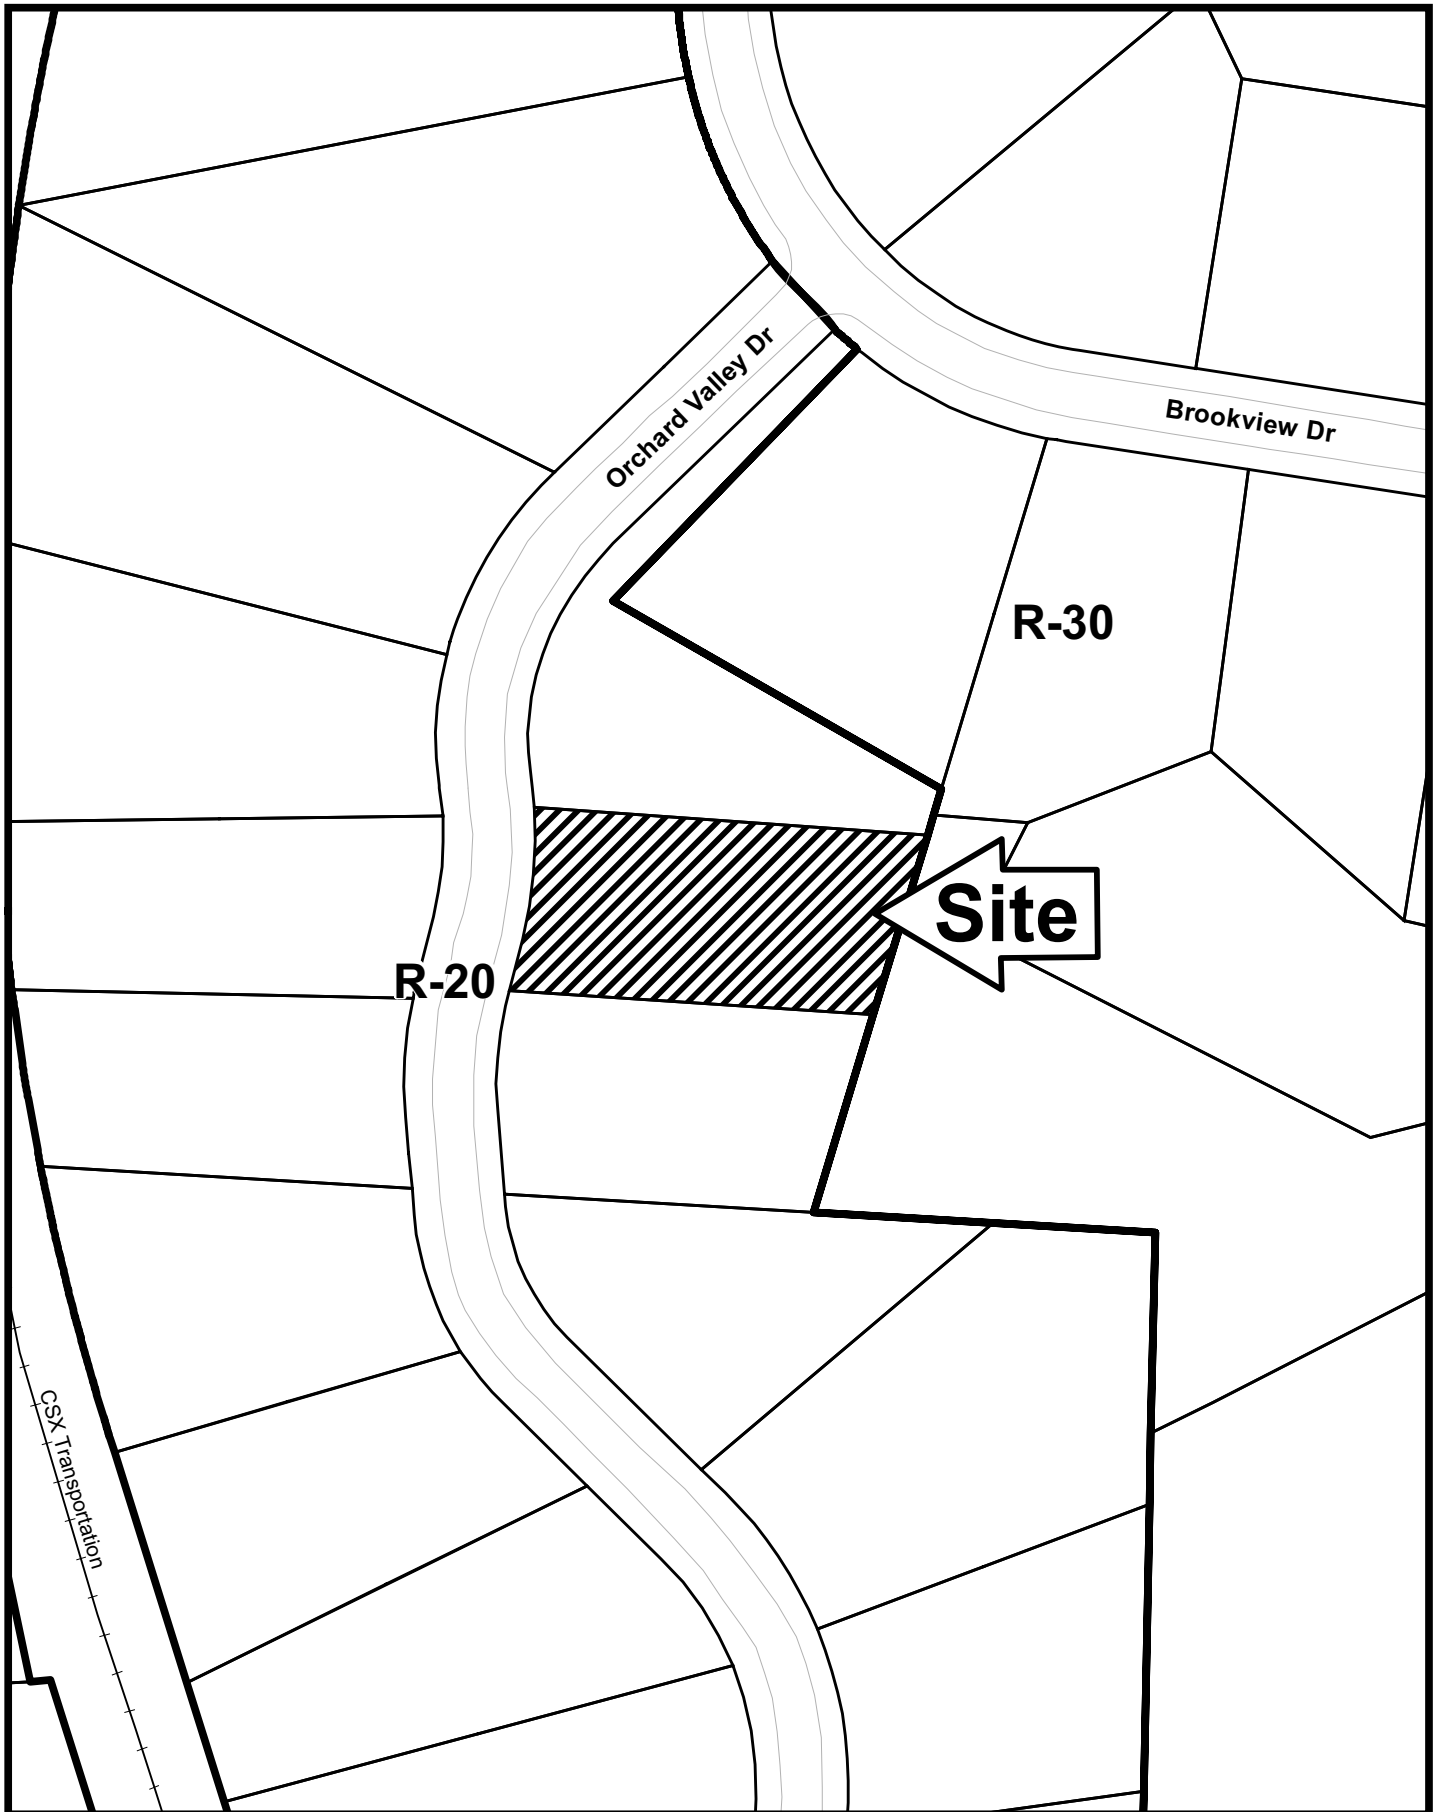 Orchard Valley Dr
Brookview Dr
R-30
Site
R-20
CSX Transportation